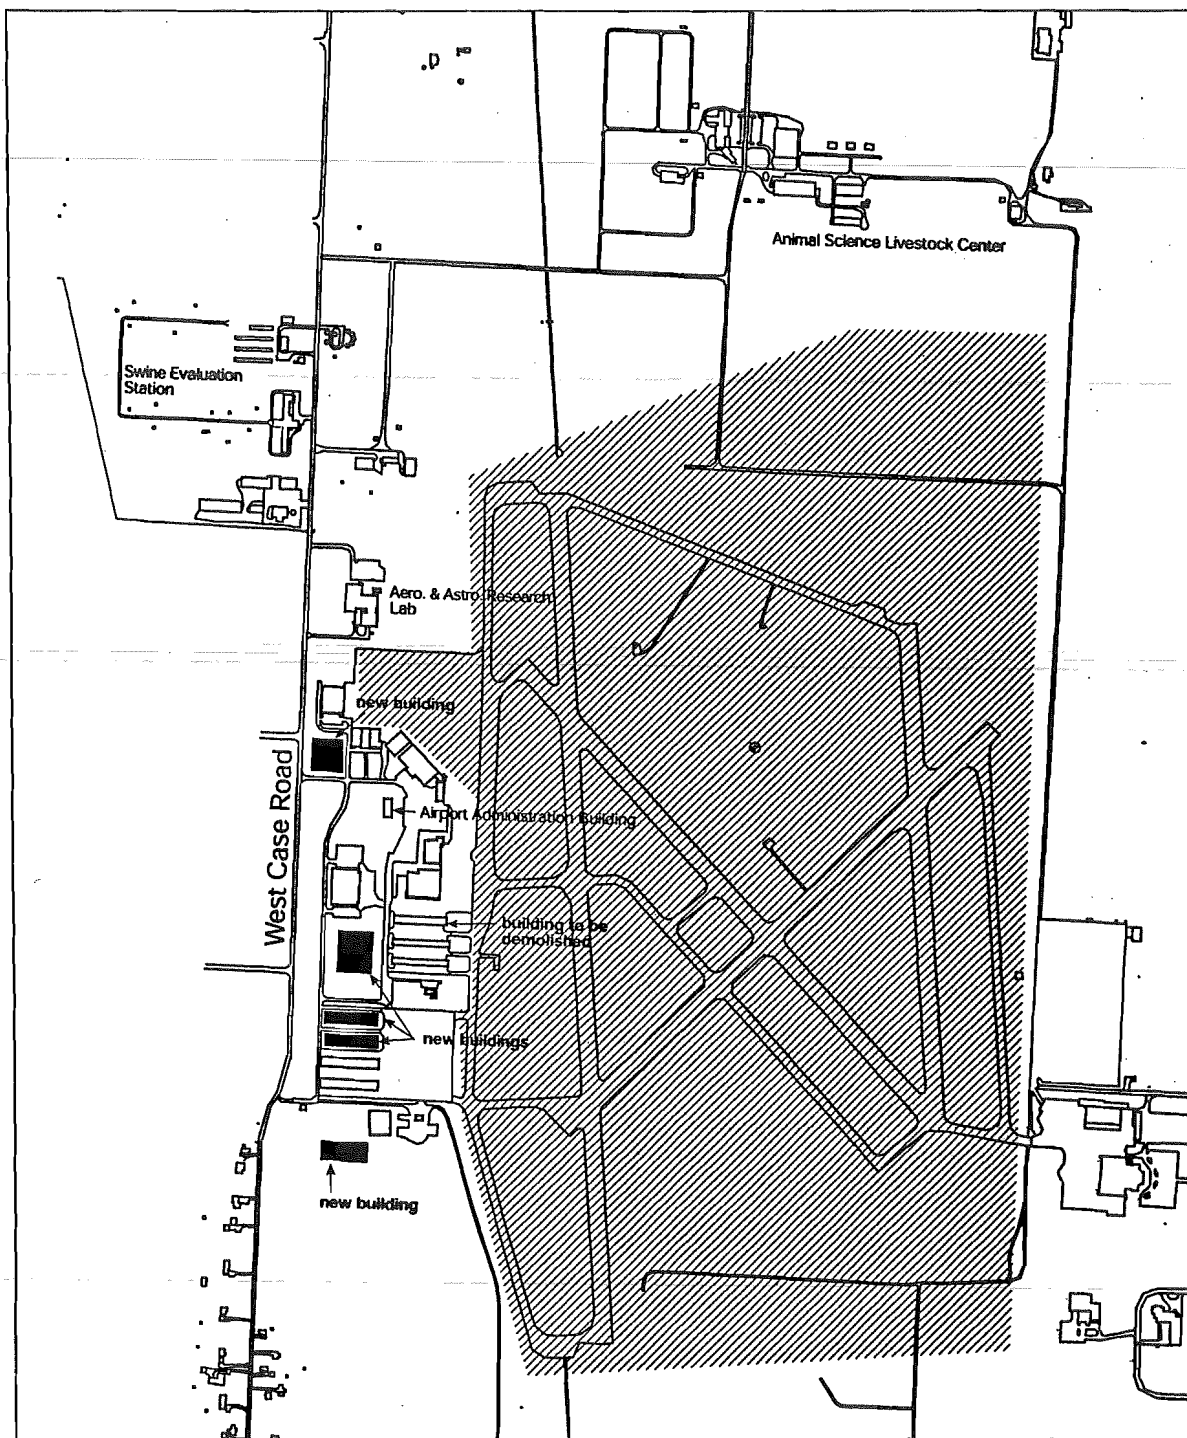 Animal Science Livestock Center
Swine Evaluation
Station
Aero. & Astro. Research
Lab
new building
West Case Road
Airport Administration Building
building to be
demolished
new buildings
new building